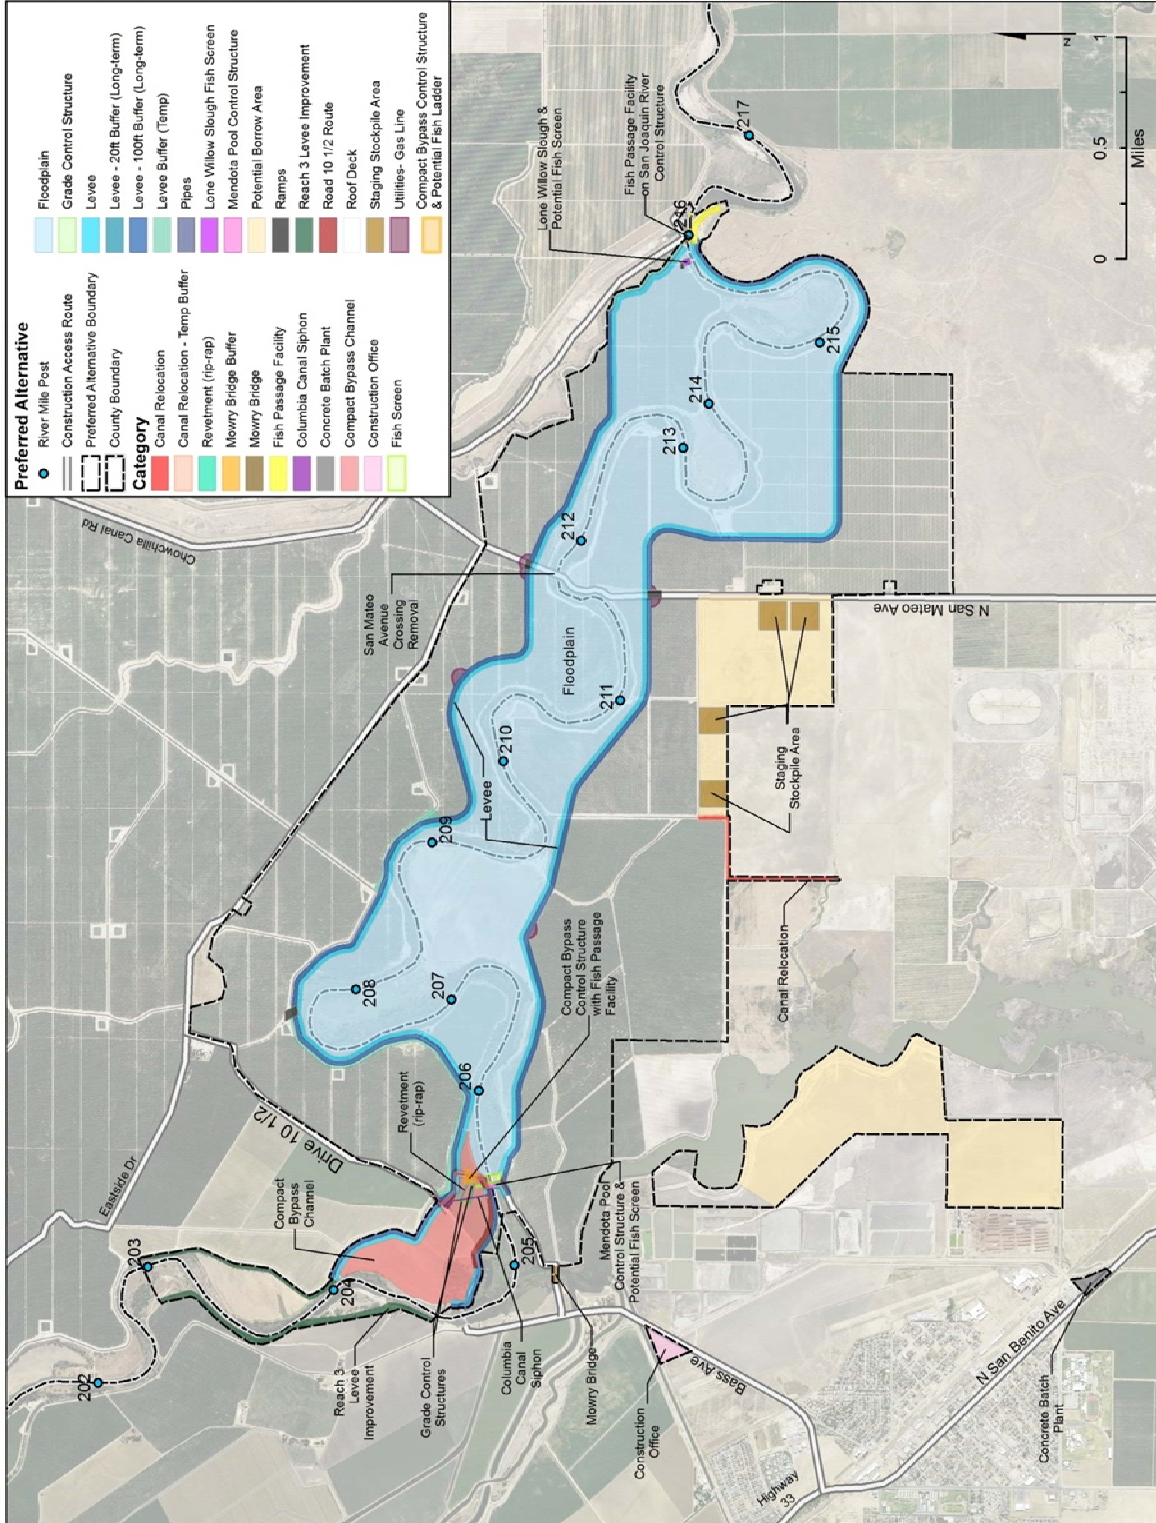 Preferred Alternative
River Mile Post
Construction Access Route
Preferred Alternative Boundary
County Boundary
Category
Canal Relocation
Canal Relocation - Temp Buffer
Revetment (rip-rap)
Mowry Bridge Buffer
Mowry Bridge
Fish Passage Facility
Columbia Canal Siphon
Concrete Batch Plant
Compact Bypass Channel
Construction Office
Fish Screen
Floodplain
Grade Control Structure
Levee
Levee - 20ft Buffer (Long-term)
Levee - 100ft Buffer (Long-term)
Levee Buffer (Temp)
Pipes
Lone Willow Slough Fish Screen
Mendota Pool Control Structure
Potential Borrow Area
Ramps
Reach 3 Levee Improvement
Road 10 1/2 Route
Roof Deck
Staging Stockpile Area
Utilities- Gas Line
Compact Bypass Control Structure
& Potential Fish Ladder
Chowchilla Canal Rd
Eastside Dr
Drive 10 1/2
202
203
204
205
206
207
208
209
210
211
212
213
214
215
216
217
Compact
Bypass
Channel
Revetment
(rip-rap)
San Mateo
Avenue
Crossing
Removal
Lone Willow Slough &
Potential Fish Screen
Fish Passage Facility
on San Joaquin River
Control Structure
Floodplain
Levee
Reach 3
Levee
Improvement
Grade Control
Structures
Columbia
Canal
Siphon
Mowry Bridge
Mendota Pool
Control Structure &
Potential Fish Screen
Compact Bypass
Control Structure
with Fish Passage
Facility
Canal Relocation
Staging
Stockpile Area
N San Mateo Ave
Construction
Office
Bass Ave
Highway
33
N San Benito Ave
Concrete Batch
Plant
N
0
0.5
1
Miles